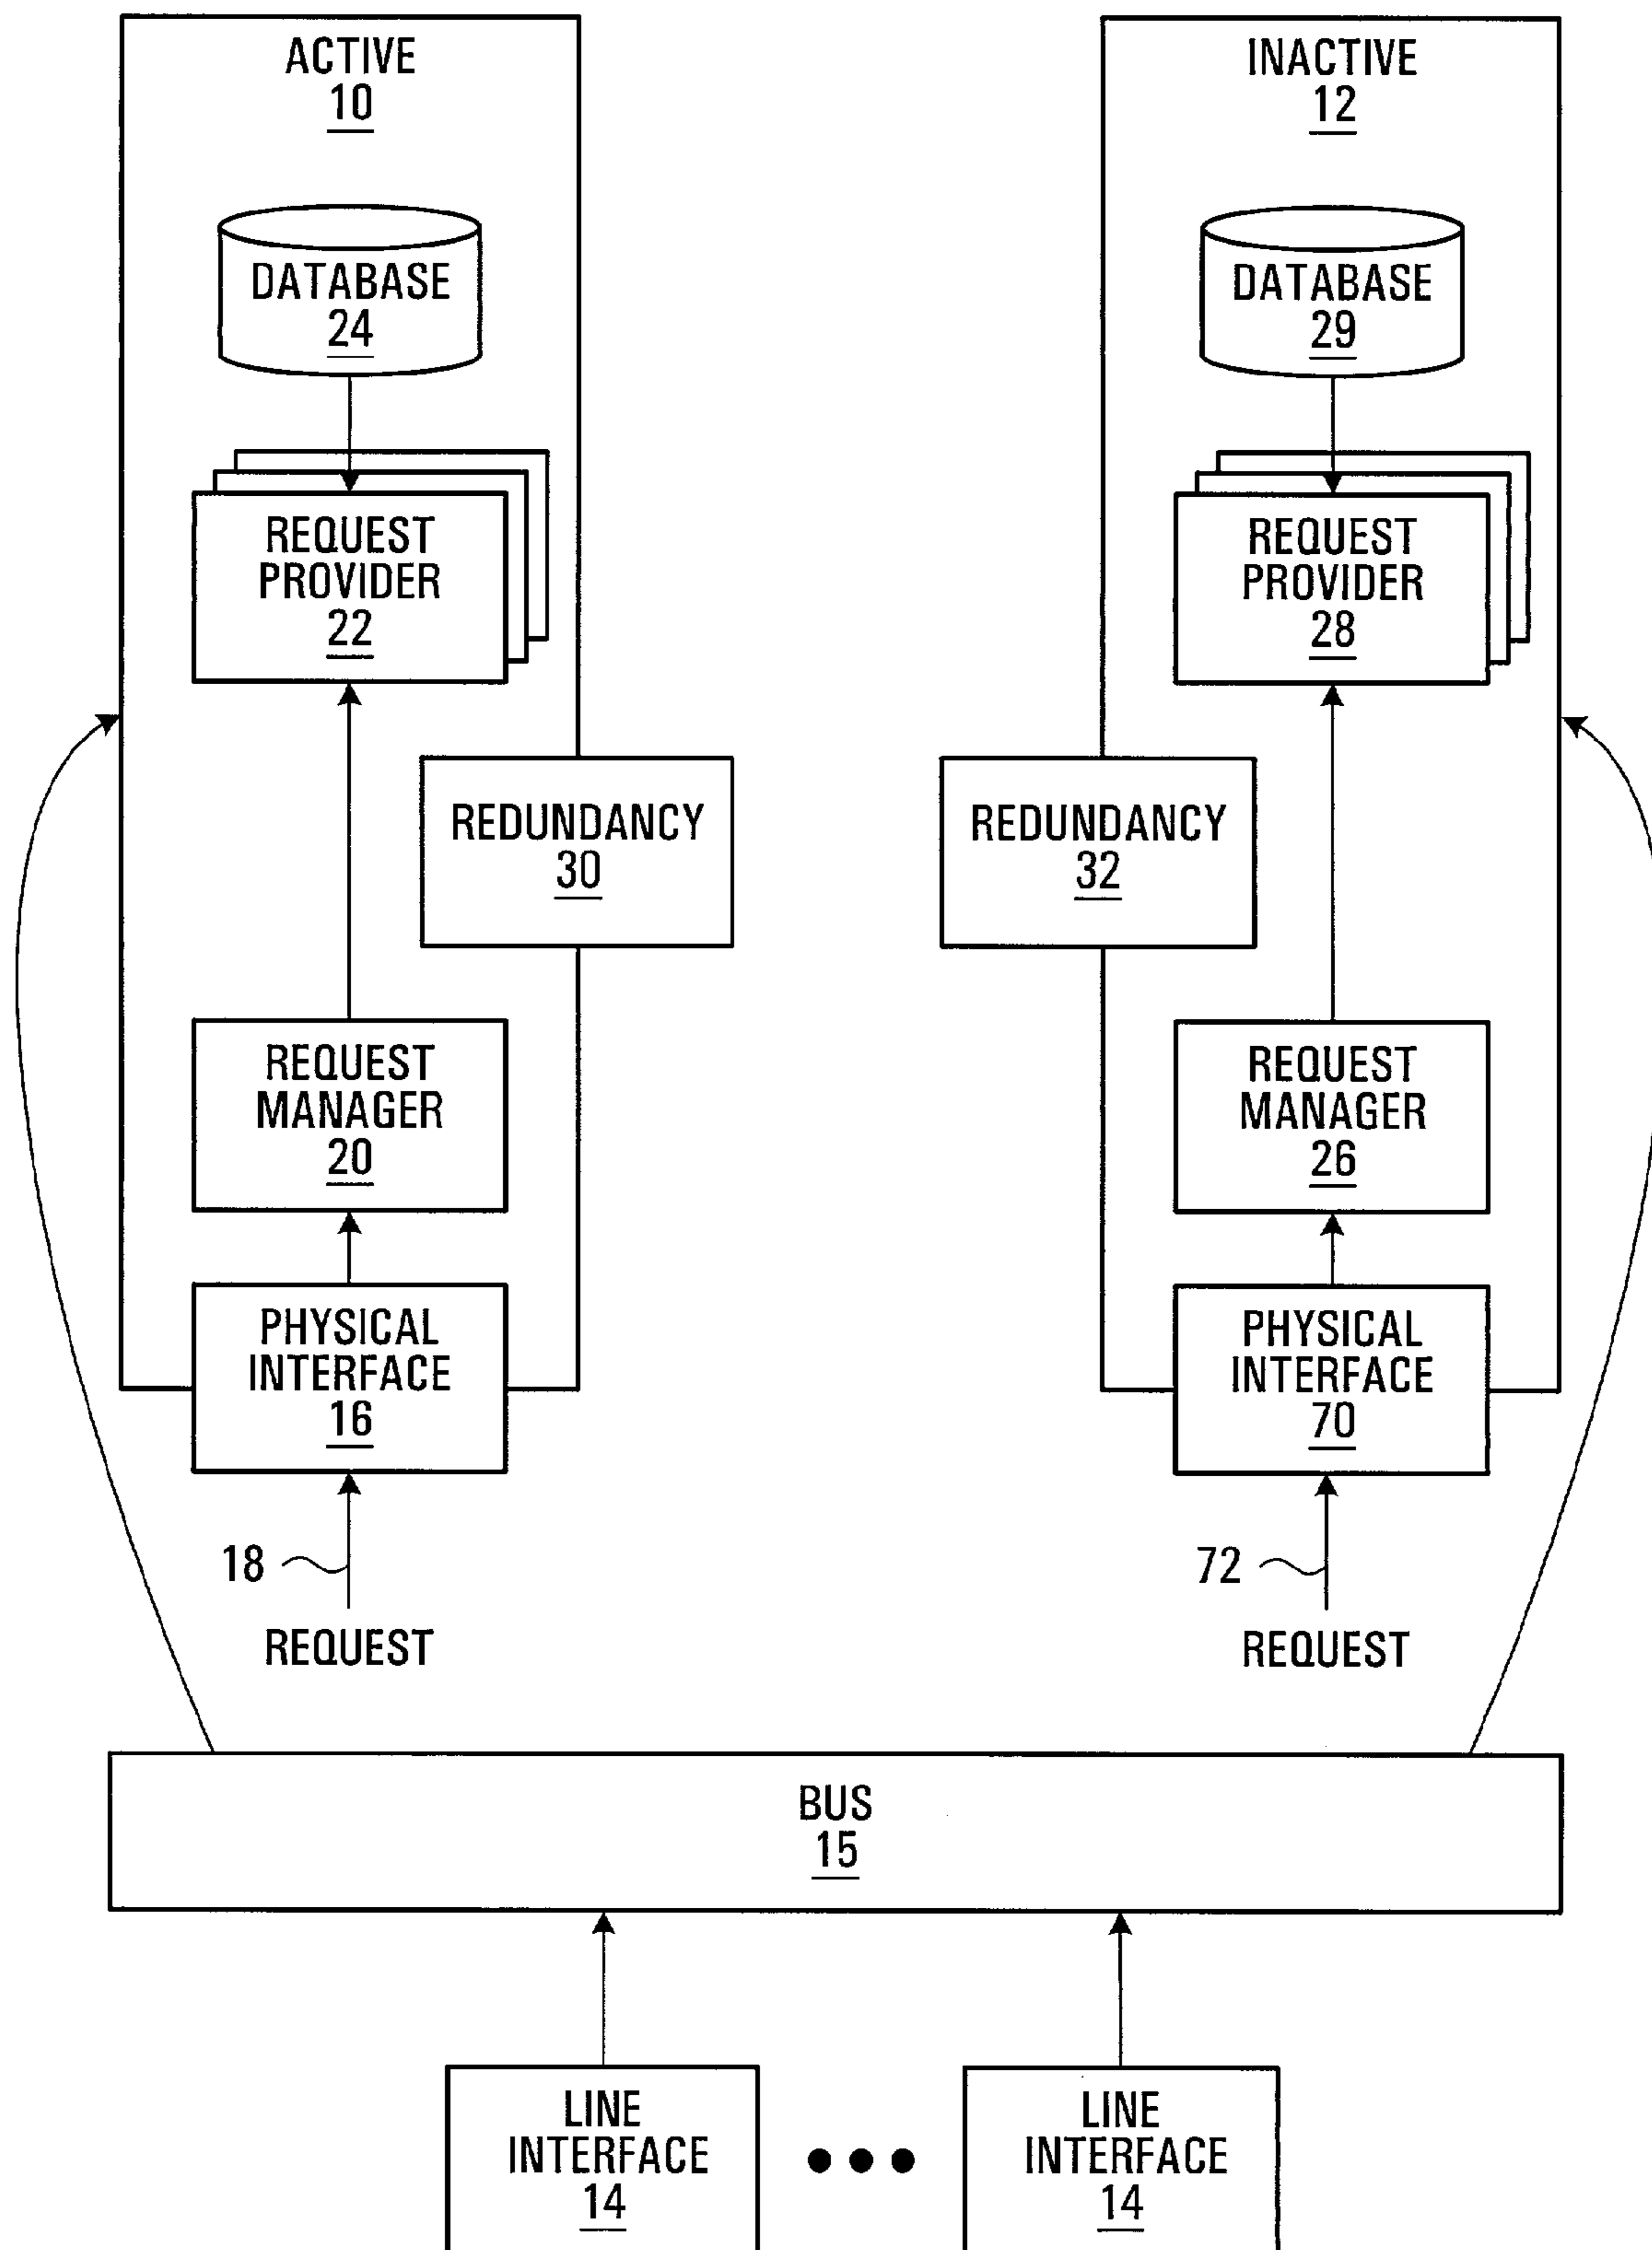 ACTIVE
10
INACTIVE
12
DATABASE
24
DATABASE
29
REQUEST
PROVIDER
22
REQUEST
PROVIDER
28
REDUNDANCY
30
REDUNDANCY
32
REQUEST
MANAGER
20
REQUEST
MANAGER
26
PHYSICAL
INTERFACE
16
PHYSICAL
INTERFACE
70
18
REQUEST
72
REQUEST
BUS
15
LINE
INTERFACE
14
LINE
INTERFACE
14